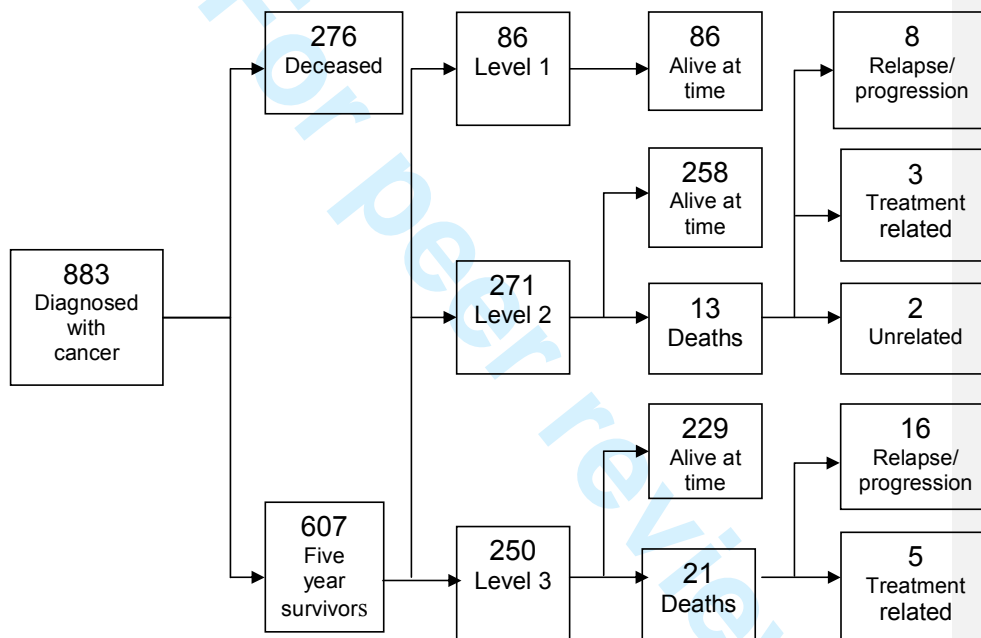 883
Diagnosed
with
cancer
276
Deceased
607
Five
year
survivors
86
Level 1
271
Level 2
250
Level 3
86
Alive at
time
258
Alive at
time
13
Deaths
229
Alive at
time
21
Deaths
8
Relapse/
progression
3
Treatment
related
2
Unrelated
16
Relapse/
progression
5
Treatment
related
For peer review